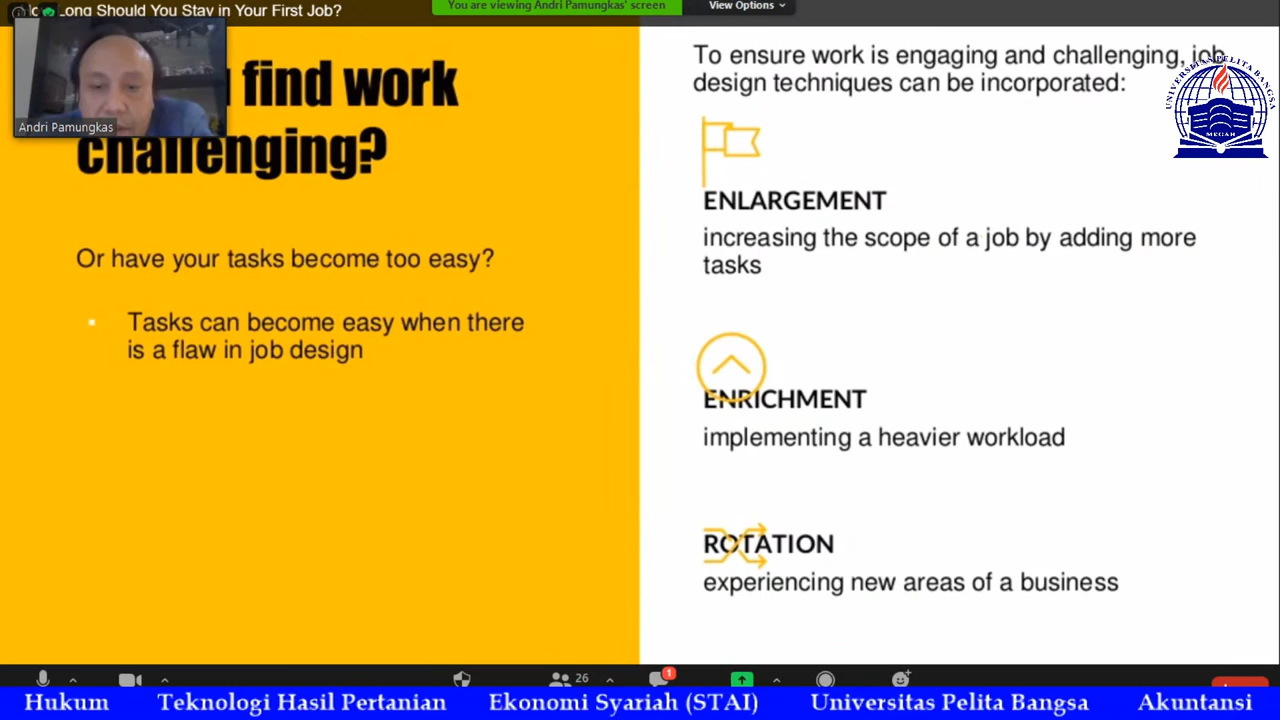 Long Should You Stay in Your First Job?
You are viewing Andri Pamungkas' screen
View Options
find work
challenging?
Andri Pamungkas
Or have your tasks become too easy?
Tasks can become easy when there
is a flaw in job design
To ensure work is engaging and challenging, job
design techniques can be incorporated:
ENLARGEMENT
increasing the scope of a job by adding more
tasks
ENRICHMENT
implementing a heavier workload
ROTATION
experiencing new areas of a business
UNIVERSITAS PELITA BANGSA
MEGAH
26
1
Hukum Teknologi Hasil Pertanian Ekonomi Syariah (STAI) Universitas Pelita Bangsa Akuntansi